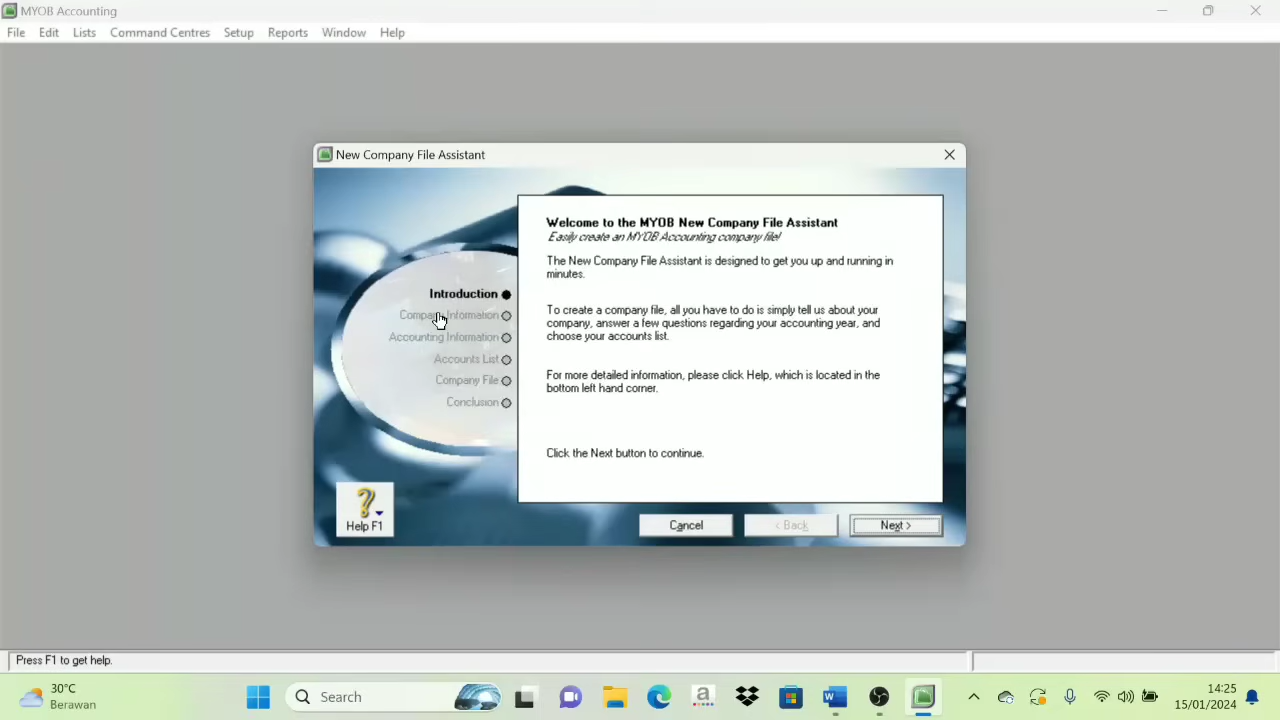 MYOB Accounting
File Edit Lists Command Centres Setup Reports Window Help
New Company File Assistant
Introduction
Company Information
Accounting Information
Accounts List
Company File
Conclusion
Welcome to the MYOB New Company File Assistant
Easily create an MYOB Accounting company file!
The New Company File Assistant is designed to get you up and running in
minutes.
To create a company file, all you have to do is simply tell us about your
company, answer a few questions regarding your accounting year, and
choose your accounts list.
For more detailed information, please click Help, which is located in the
bottom left hand corner.
Click the Next button to continue.
Help F1
Cancel
< Back
Next >
Press F1 to get help.
30°C
Berawan
Search
a
14:25
15/01/2024